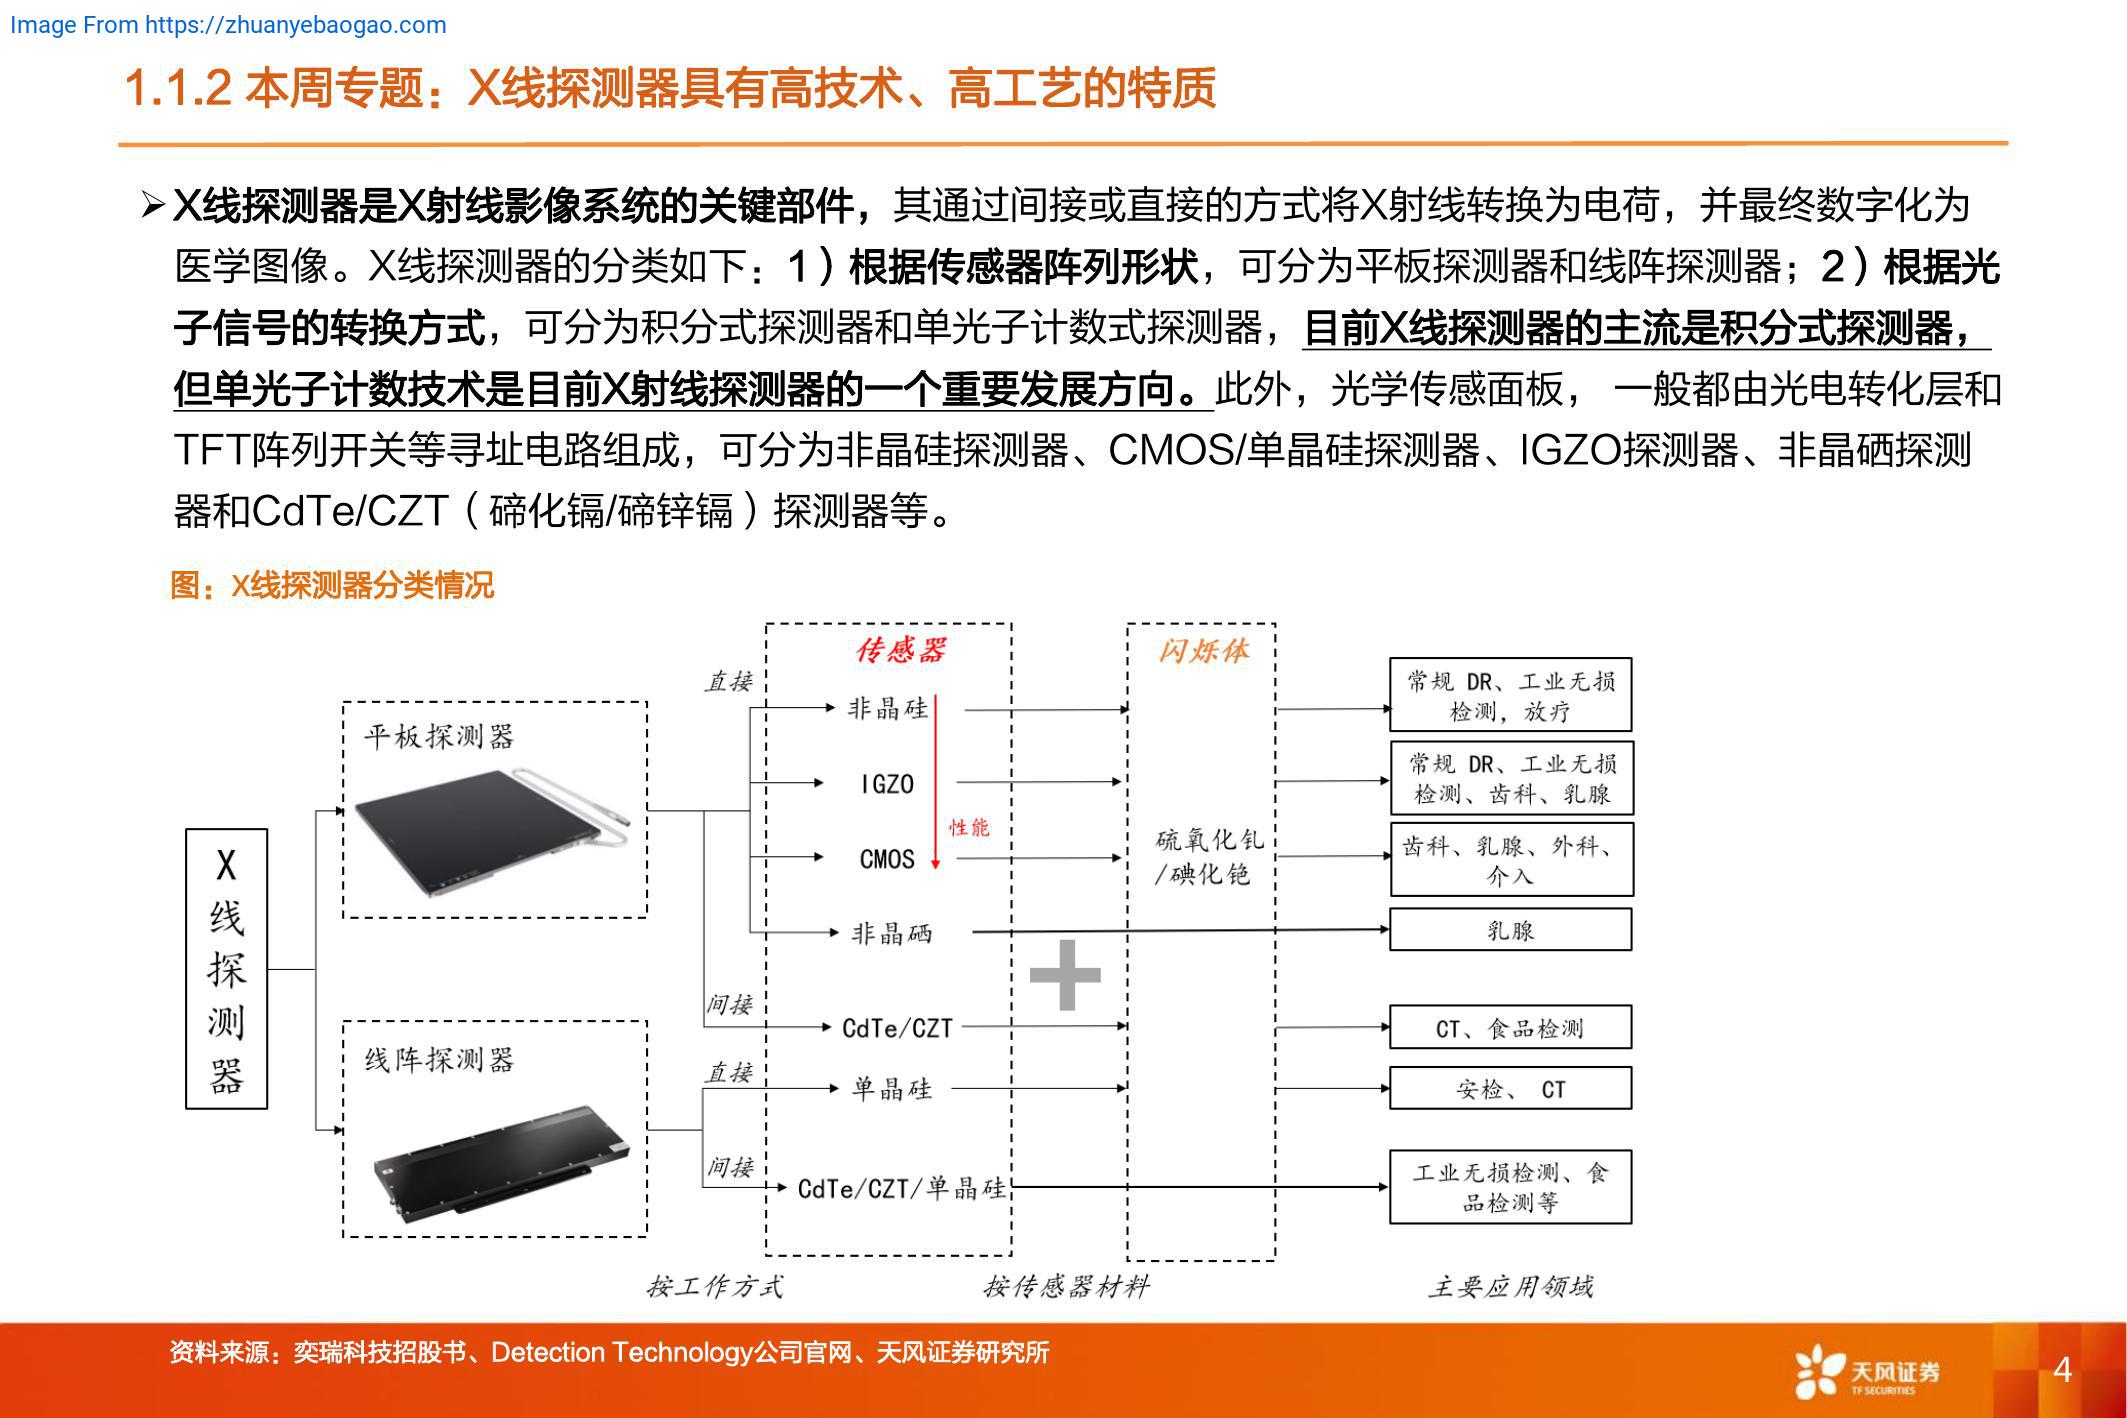 Image From https://zhuanyebaogao.com
1.1.2 本周专题：X线探测器具有高技术、高工艺的特质
➢X线探测器是X射线影像系统的关键部件，其通过间接或直接的方式将X射线转换为电荷，并最终数字化为
医学图像。X线探测器的分类如下：1）根据传感器阵列形状，可分为平板探测器和线阵探测器；2）根据光
子信号的转换方式，可分为积分式探测器和单光子计数式探测器，目前X线探测器的主流是积分式探测器，
但单光子计数技术是目前X射线探测器的一个重要发展方向。此外，光学传感面板， 一般都由光电转化层和
TFT阵列开关等寻址电路组成，可分为非晶硅探测器、CMOS/单晶硅探测器、IGZO探测器、非晶硒探测
器和CdTe/CZT（碲化镉/碲锌镉）探测器等。
图：X线探测器分类情况
X线探测器
平板探测器
线阵探测器
直接
间接
直接
间接
传感器
非晶硅
IGZO
CMOS
性能
非晶硒
CdTe/CZT
单晶硅
CdTe/CZT/单晶硅
闪烁体
硫氧化钆
/碘化铯
常规 DR、工业无损
检测，放疗
常规 DR、工业无损
检测、齿科、乳腺
齿科、乳腺、外科、
介入
乳腺
CT、食品检测
安检、 CT
工业无损检测、食
品检测等
按工作方式
按传感器材料
主要应用领域
资料来源：奕瑞科技招股书、Detection Technology公司官网、天风证券研究所
天风证券
TF SECURITIES
4